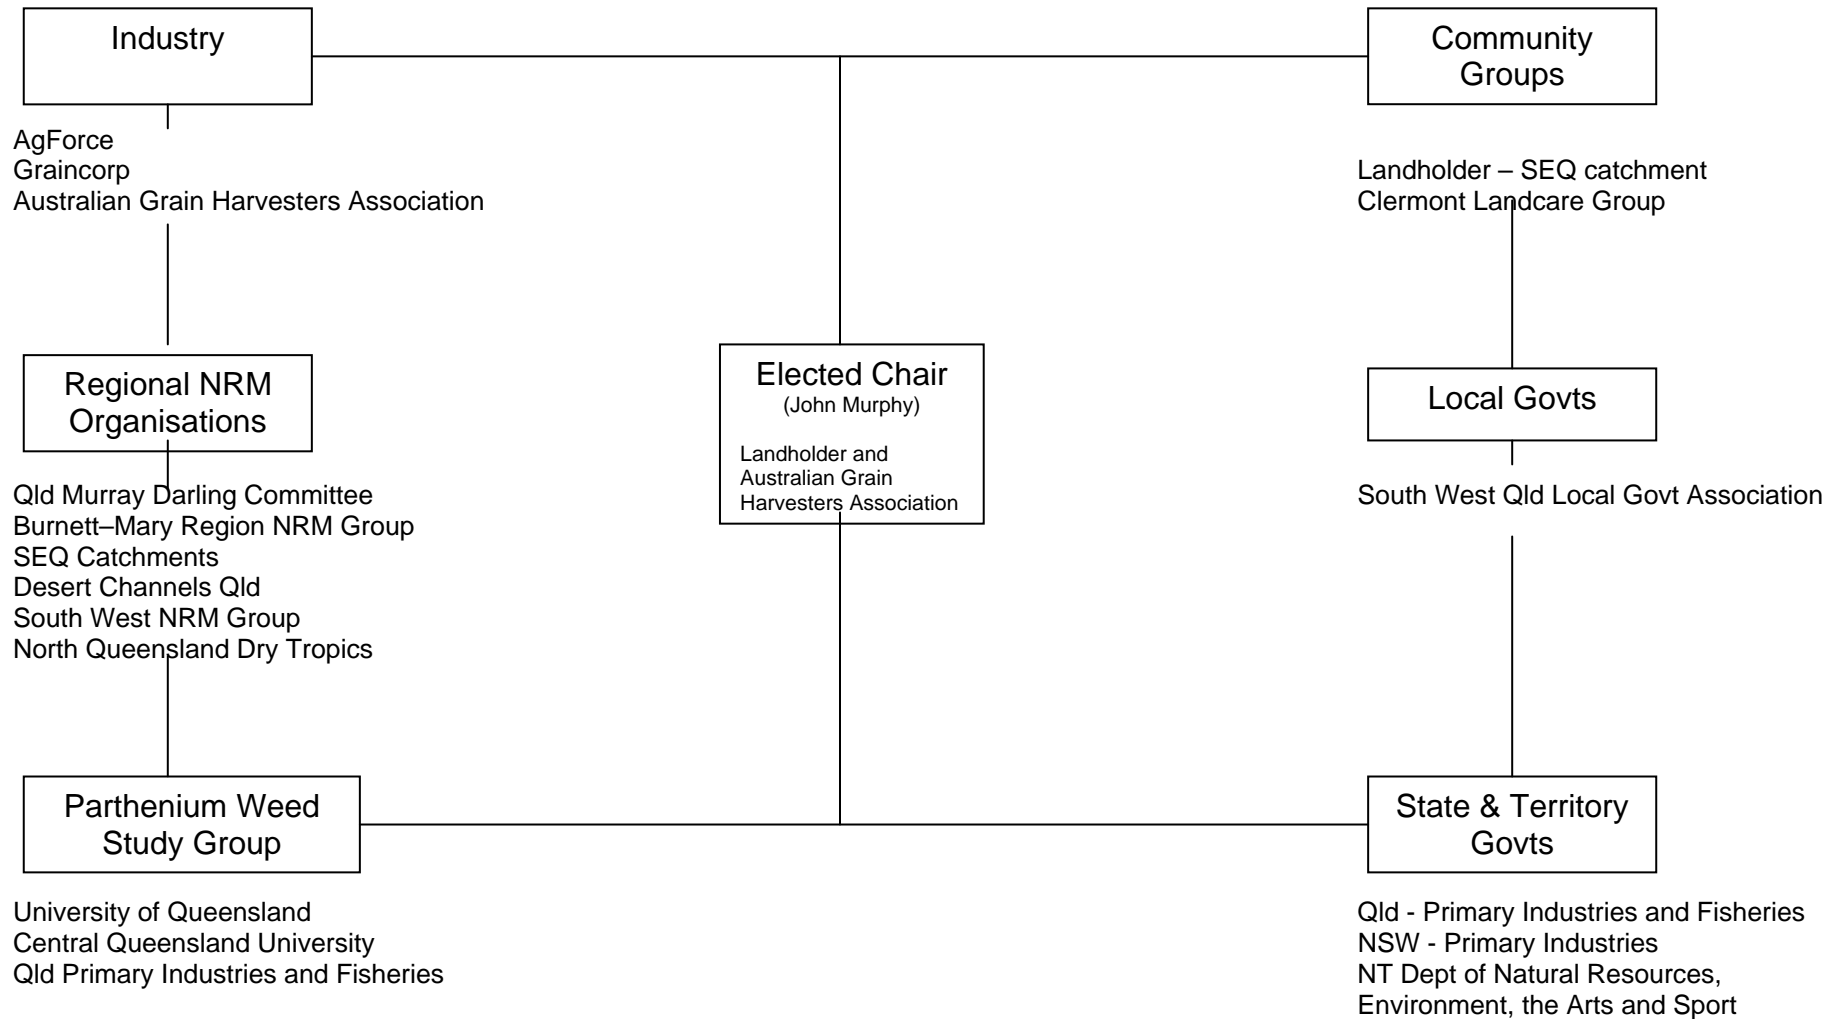 Industry
AgForce
Graincorp
Australian Grain Harvesters Association
Community
Groups
Landholder – SEQ catchment
Clermont Landcare Group
Regional NRM
Organisations
Qld Murray Darling Committee
Burnett–Mary Region NRM Group
SEQ Catchments
Desert Channels Qld
South West NRM Group
North Queensland Dry Tropics
Elected Chair
(John Murphy)
Landholder and
Australian Grain
Harvesters Association
Local Govts
South West Qld Local Govt Association
Parthenium Weed
Study Group
University of Queensland
Central Queensland University
Qld Primary Industries and Fisheries
State & Territory
Govts
Qld - Primary Industries and Fisheries
NSW - Primary Industries
NT Dept of Natural Resources,
Environment, the Arts and Sport